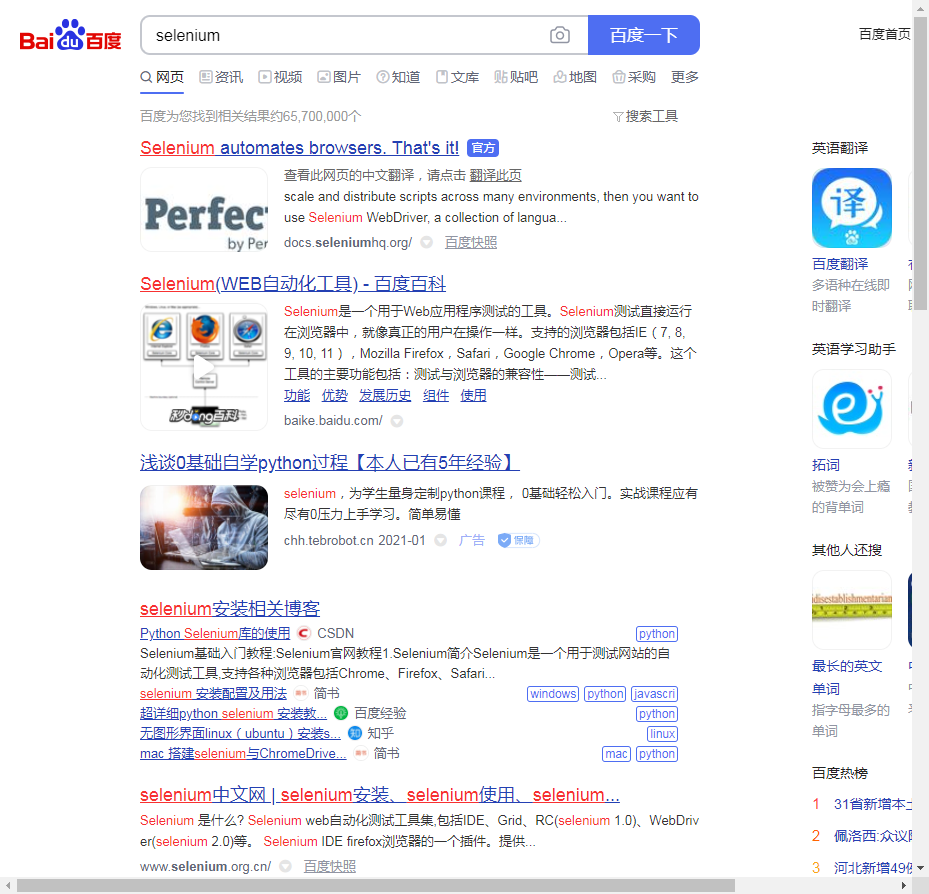 Bai du 百度
selenium
百度一下
百度首页
网页 资讯 视频 图片 知道 文库 贴吧 地图 采购 更多
百度为您找到相关结果约65,700,000个
搜索工具
Selenium automates browsers. That's it! 官方
Perfec
by Per
查看此网页的中文翻译，请点击 翻译此页
scale and distribute scripts across many environments, then you want to
use Selenium WebDriver, a collection of langua...
docs.seleniumhq.org/ 百度快照
Selenium(WEB自动化工具) - 百度百科
秒懂百科
Selenium是一个用于Web应用程序测试的工具。Selenium测试直接运行
在浏览器中，就像真正的用户在操作一样。支持的浏览器包括IE（7, 8,
9, 10, 11），Mozilla Firefox，Safari，Google Chrome，Opera等。这个
工具的主要功能包括：测试与浏览器的兼容性——测试...
功能 优势 发展历史 组件 使用
baike.baidu.com/
浅谈0基础自学python过程【本人已有5年经验】
selenium，为学生量身定制python课程， 0基础轻松入门。实战课程应有
尽有0压力上手学习。简单易懂
chh.tebrobot.cn 2021-01 广告 保障
selenium安装相关博客
Python Selenium库的使用 CSDN python
Selenium基础入门教程:Selenium官网教程1.Selenium简介Selenium是一个用于测试网站的自
动化测试工具,支持各种浏览器包括Chrome、Firefox、Safari...
selenium 安装配置及用法 简书 windows python javascri
超详细python selenium 安装教... 百度经验 python
无图形界面linux（ubuntu）安装s... 知 知乎 linux
mac 搭建selenium与ChromeDrive... 简书 mac python
selenium中文网 | selenium安装、selenium使用、selenium...
Selenium 是什么? Selenium web自动化测试工具集,包括IDE、Grid、RC(selenium 1.0)、WebDriv
er(selenium 2.0)等。 Selenium IDE firefox浏览器的一个插件。提供...
www.selenium.org.cn/ 百度快照
英语翻译
译
百度翻译
多语种在线即
时翻译
英语学习助手
拓词
被赞为会上瘾
的背单词
其他人还搜
disestablishmentarian
最长的英文
单词
指字母最多的
单词
百度热榜
1 31省新增本土
2 佩洛西:众议
3 河北新增49